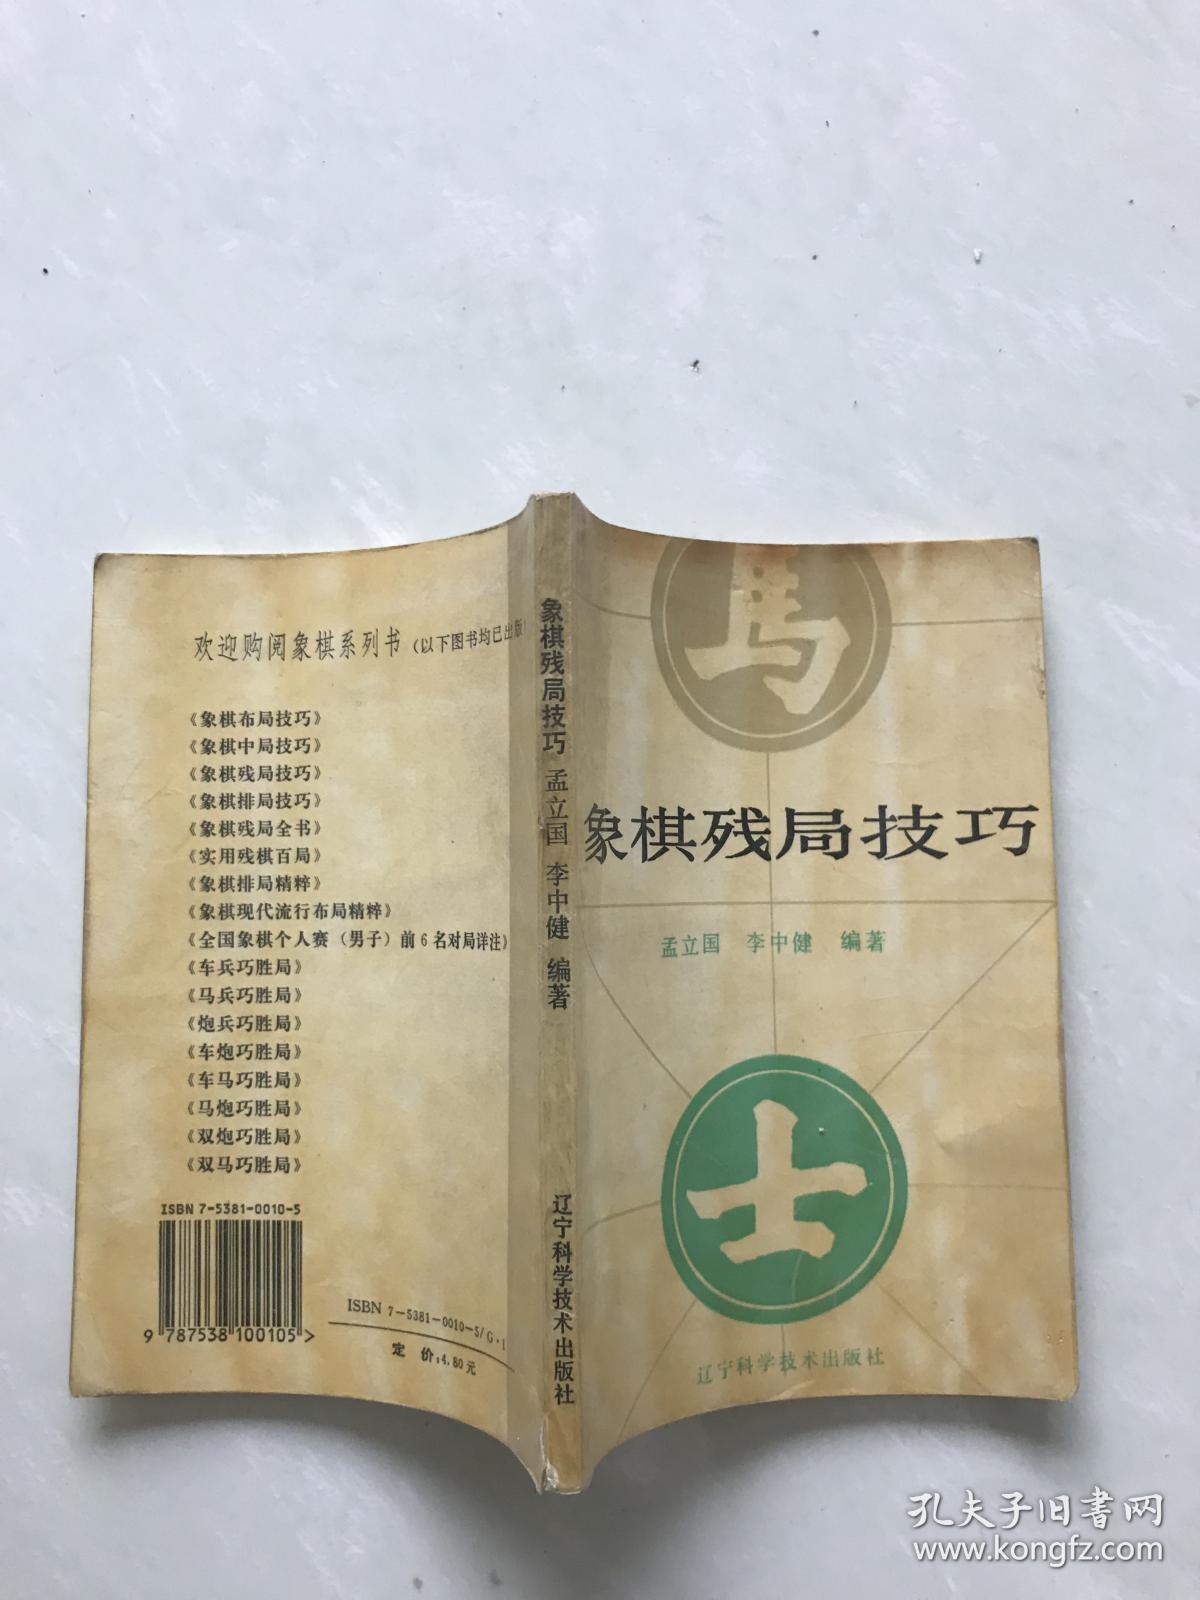 欢迎购阅象棋系列书(以下图书均已出版)
《象棋布局技巧》
《象棋中局技巧》
《象棋残局技巧》
《象棋排局技巧》
《象棋残局全书》
《实用残棋百局》
《象棋排局精粹》
《象棋现代流行布局精粹》
《全国象棋个人赛(男子)前6名对局详注》
《车兵巧胜局》
《马兵巧胜局》
《炮兵巧胜局》
《车炮巧胜局》
《车马巧胜局》
《马炮巧胜局》
《双炮巧胜局》
《双马巧胜局》
ISBN 7-5381-0010-5
9 787538 100105>
ISBN 7—5381—0010—5/G·1
定 价:4.80元
象棋残局技巧 孟立国 李中健 编著 辽宁科学技术出版社
马
象棋残局技巧
孟立国 李中健 编著
士
辽宁科学技术出版社
孔夫子旧书网
www.kongfz.com